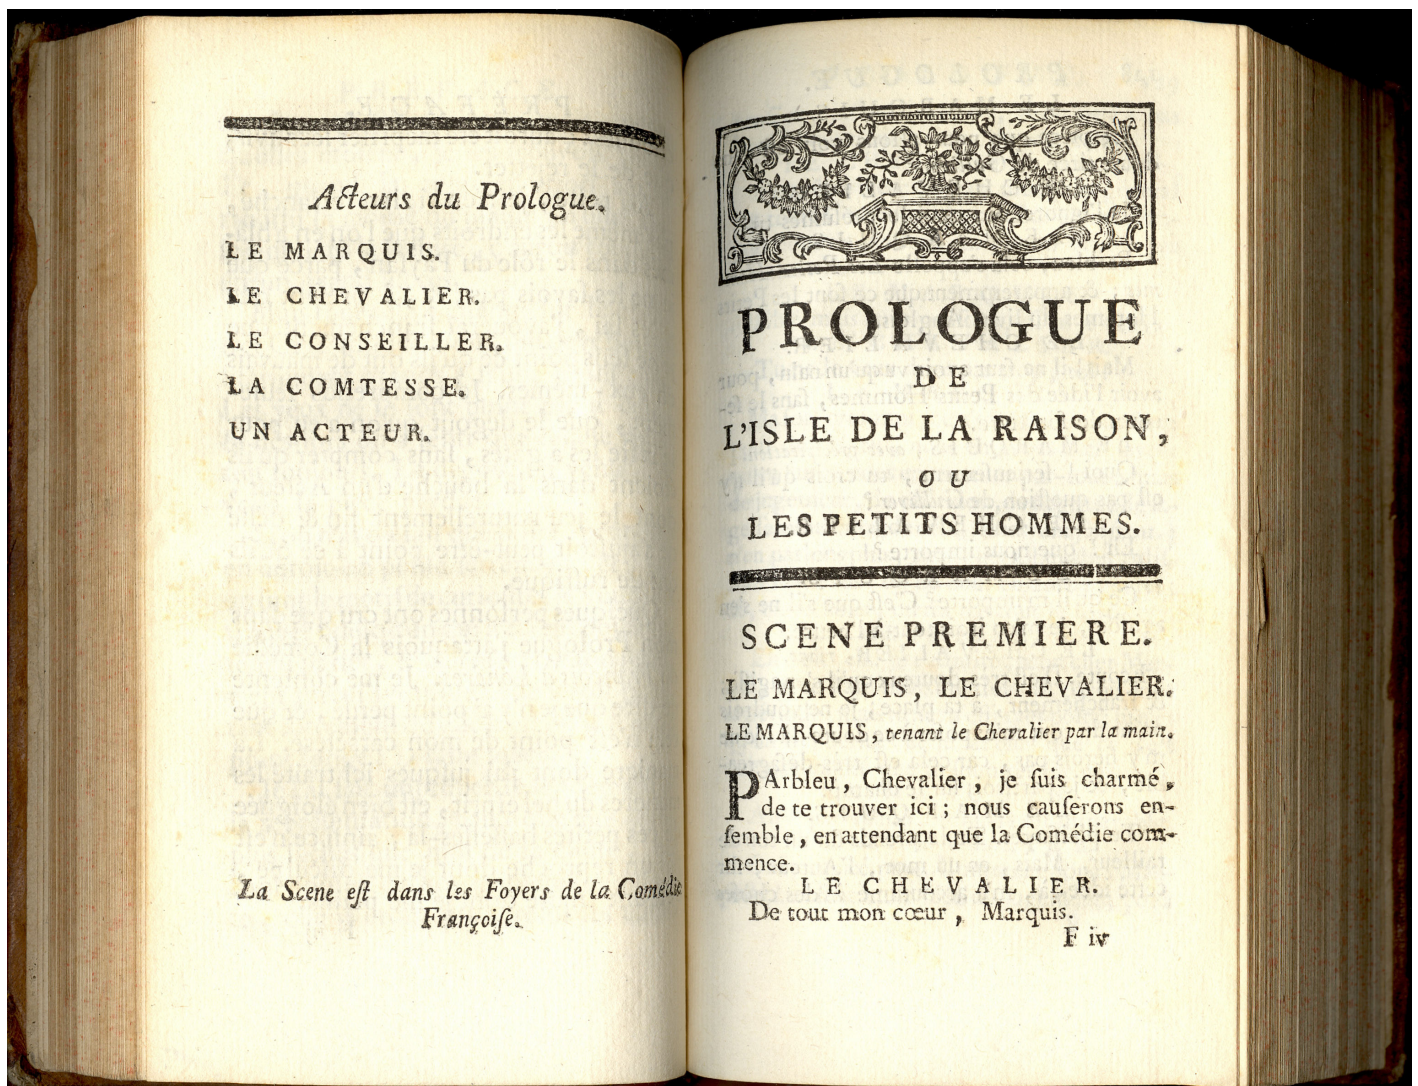 Acteurs du Prologue.
LE MARQUIS.
LE CHEVALIER.
LE CONSEILLER.
LA COMTESSE.
UN ACTEUR.
La Scene eſt dans les Foyers de la Comédie
Françoiſe.
PROLOGUE
DE
L'ISLE DE LA RAISON,
OU
LES PETITS HOMMES.
SCENE PREMIERE.
LE MARQUIS, LE CHEVALIER.
LE MARQUIS, tenant le Chevalier par la main.
PArbleu, Chevalier, je ſuis charmé,
de te trouver ici; nous cauſerons en-
ſemble, en attendant que la Comédie com-
mence.
LE CHEVALIER.
De tout mon cœur, Marquis.
F iv